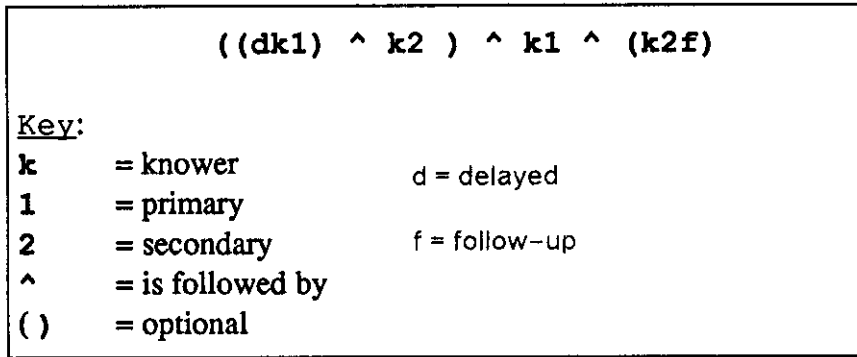 ((dk1) ^ k2 ) ^ k1 ^ (k2f)
Key:
k = knower d = delayed
1 = primary
2 = secondary f = follow-up
^ = is followed by
( ) = optional